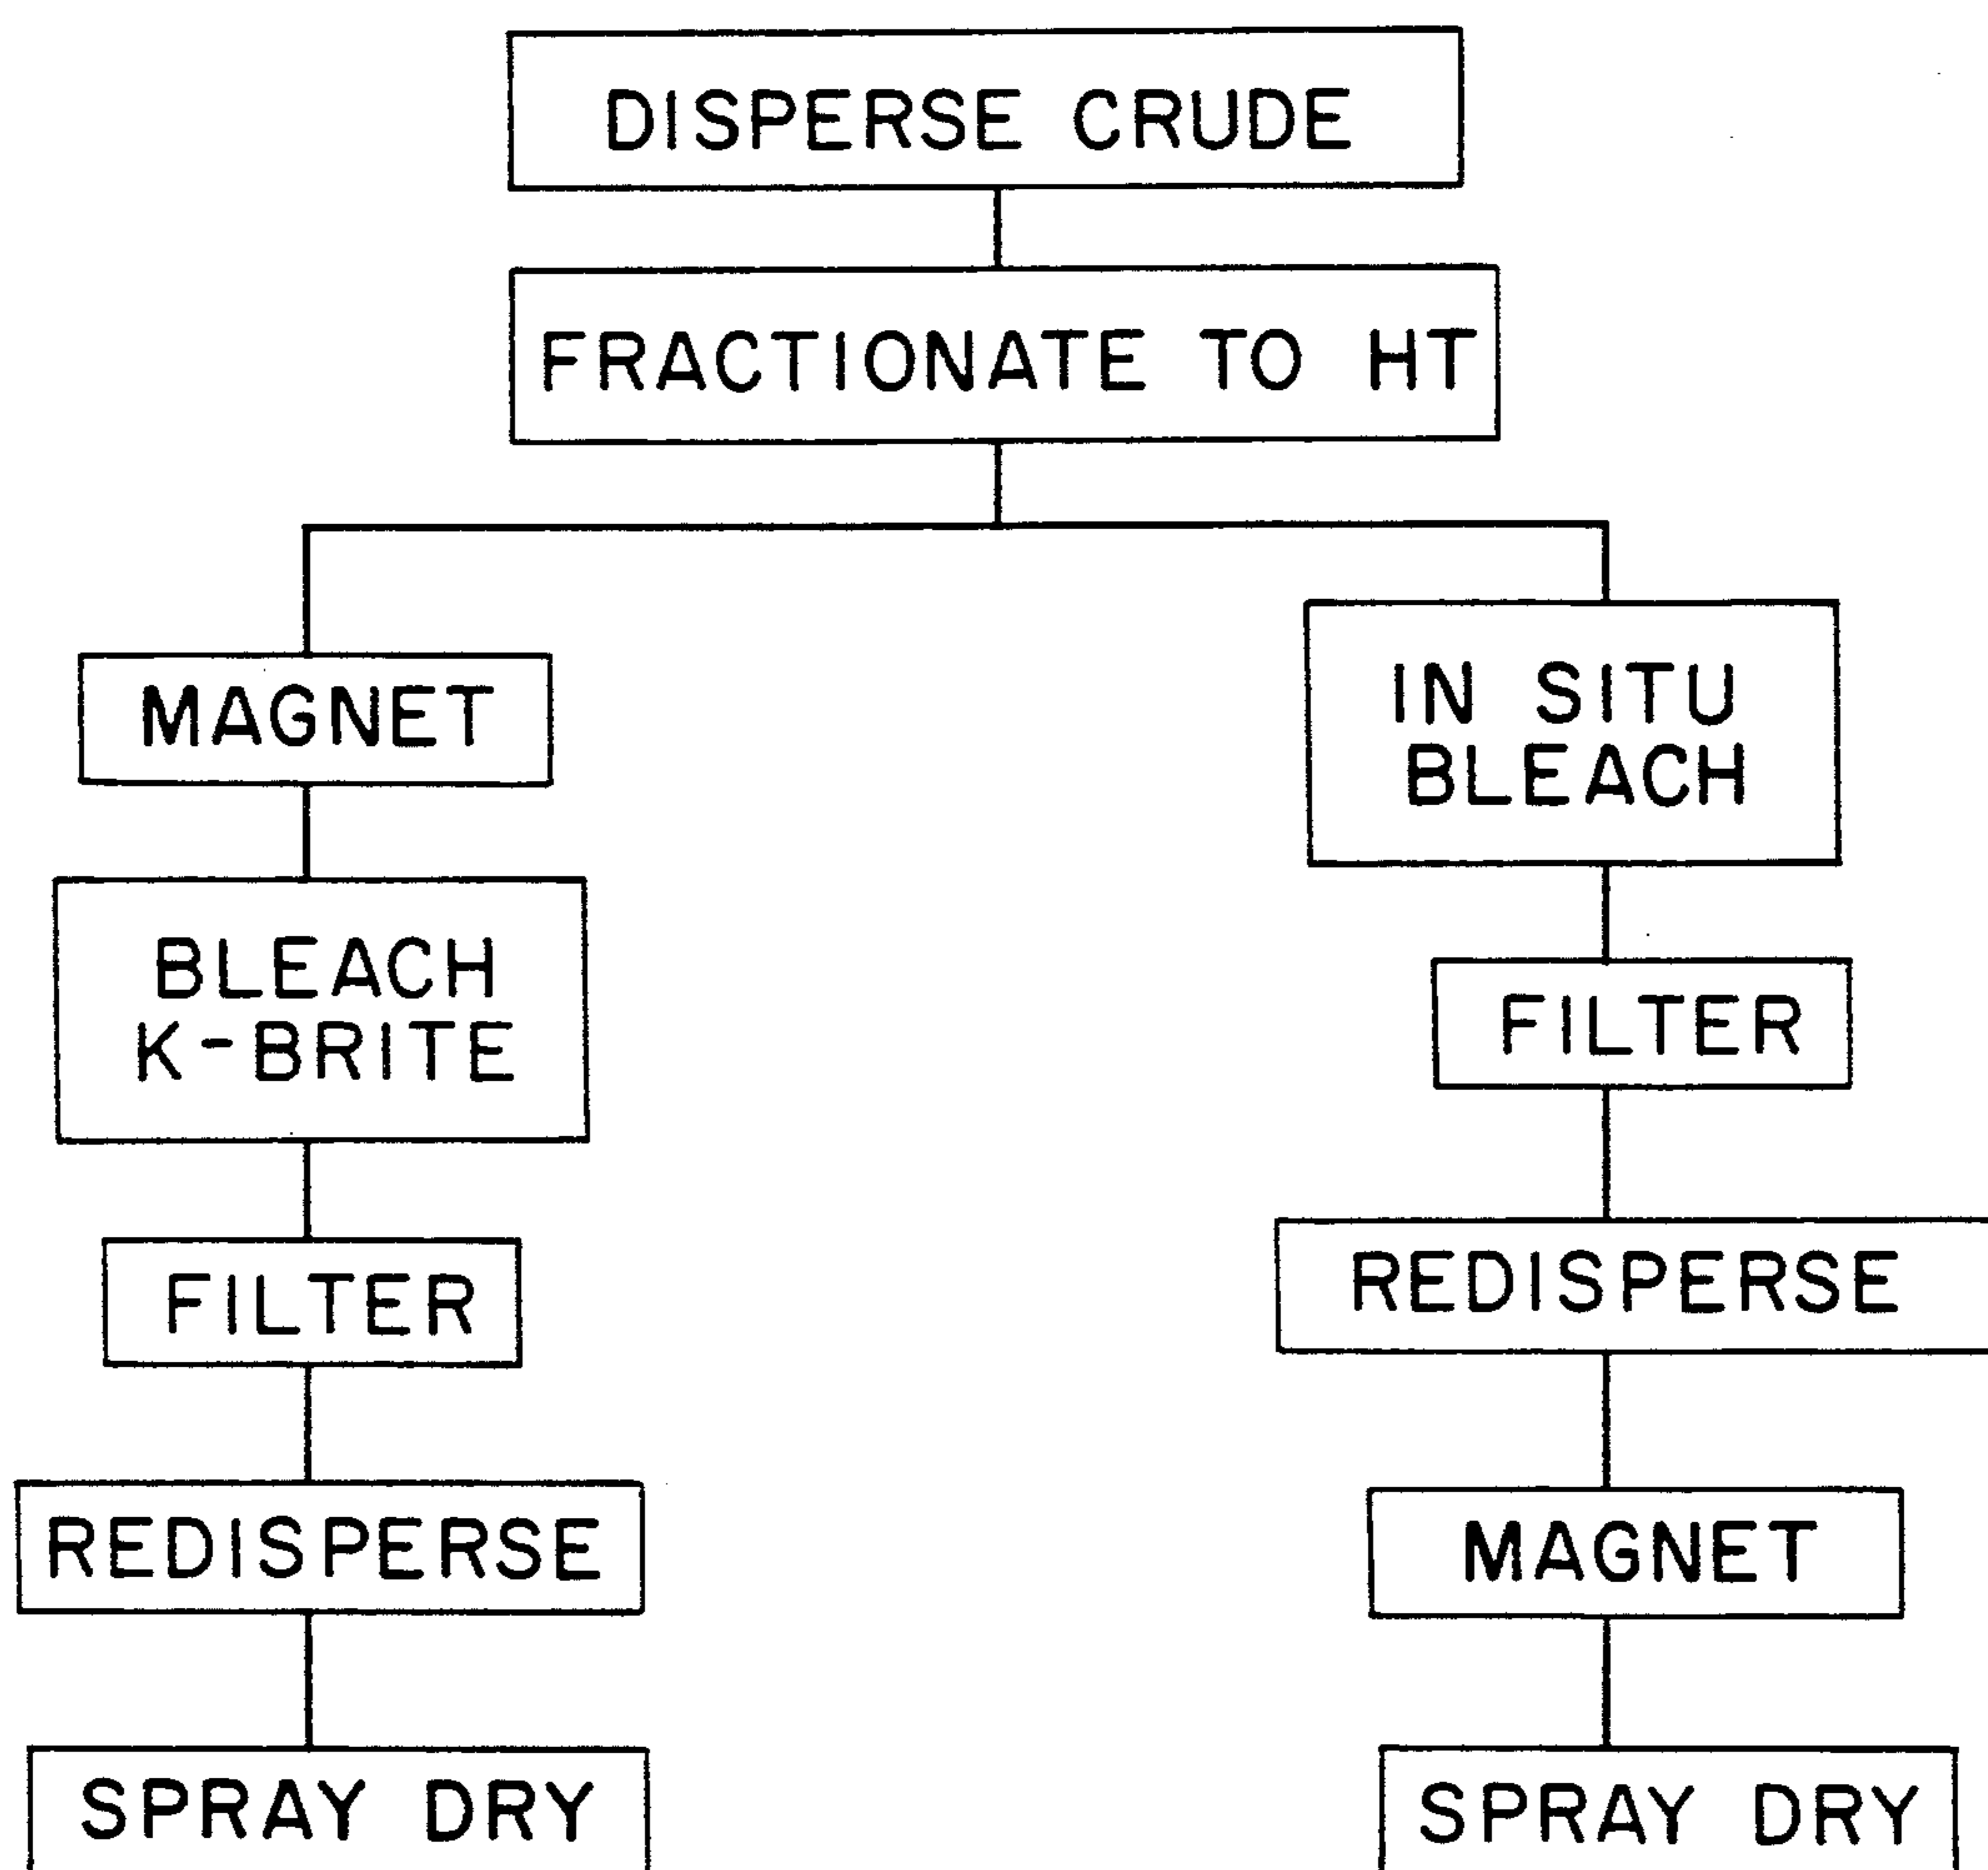 DISPERSE CRUDE
FRACTIONATE TO HT
MAGNET
BLEACH
K-BRITE
FILTER
REDISPERSE
SPRAY DRY
IN SITU
BLEACH
FILTER
REDISPERSE
MAGNET
SPRAY DRY